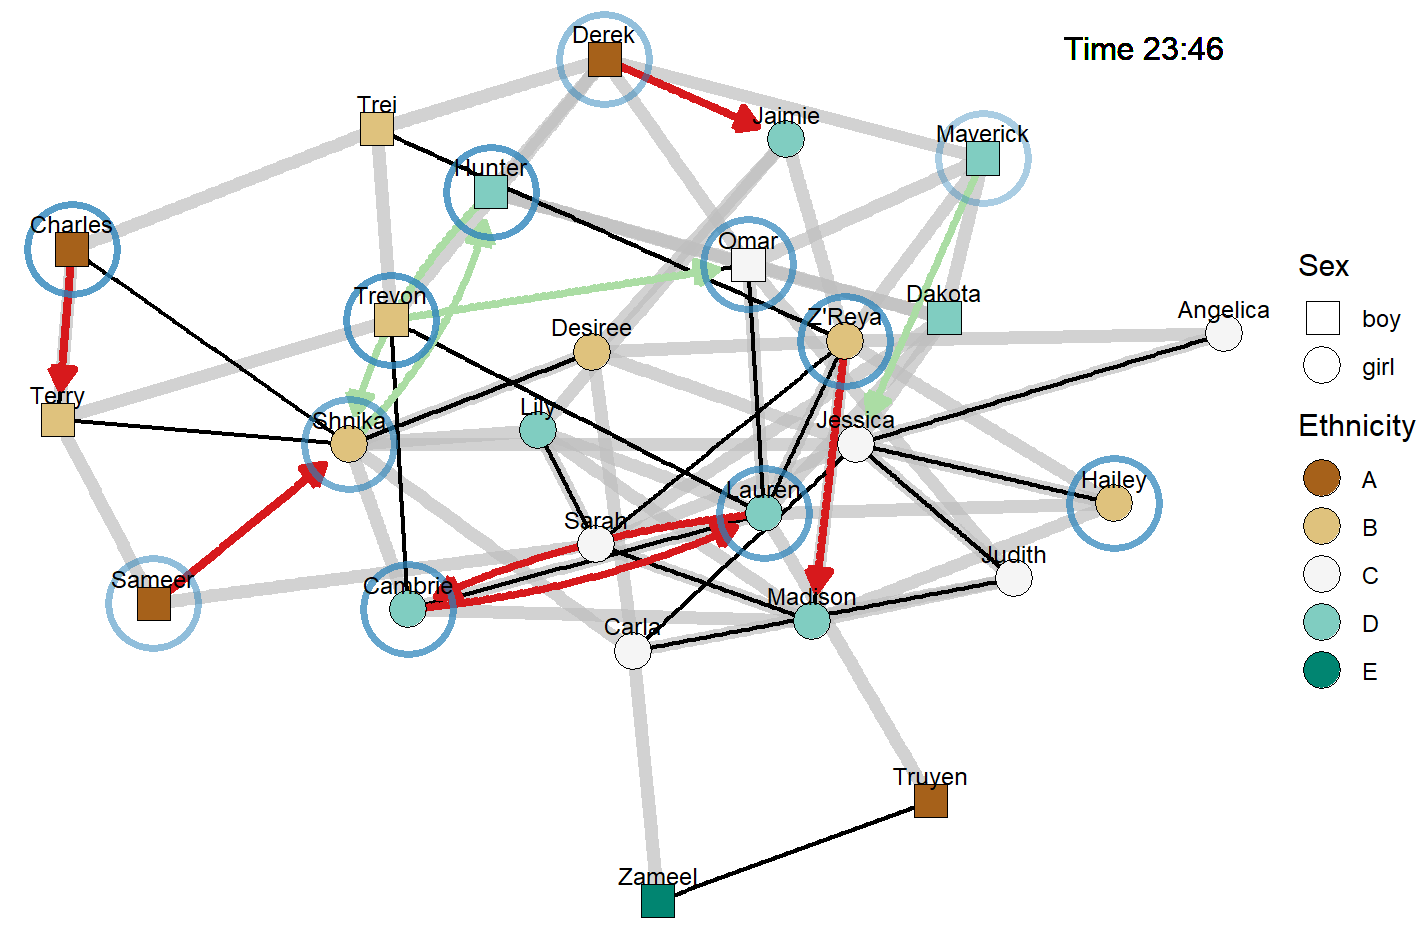 Derek
Time 23:46
Trei
Jaimie
Maverick
Hunter
Charles
Omar
Sex
Trevon
Dakota
Z'Reya
Angelica
boy
Desiree
girl
Terry
Lily
Shnika
Jessica
Ethnicity
Lauren
Hailey
A
Sarah
B
Judith
Sameer
Cambrie
Madison
C
Carla
D
E
Truyen
Zameel